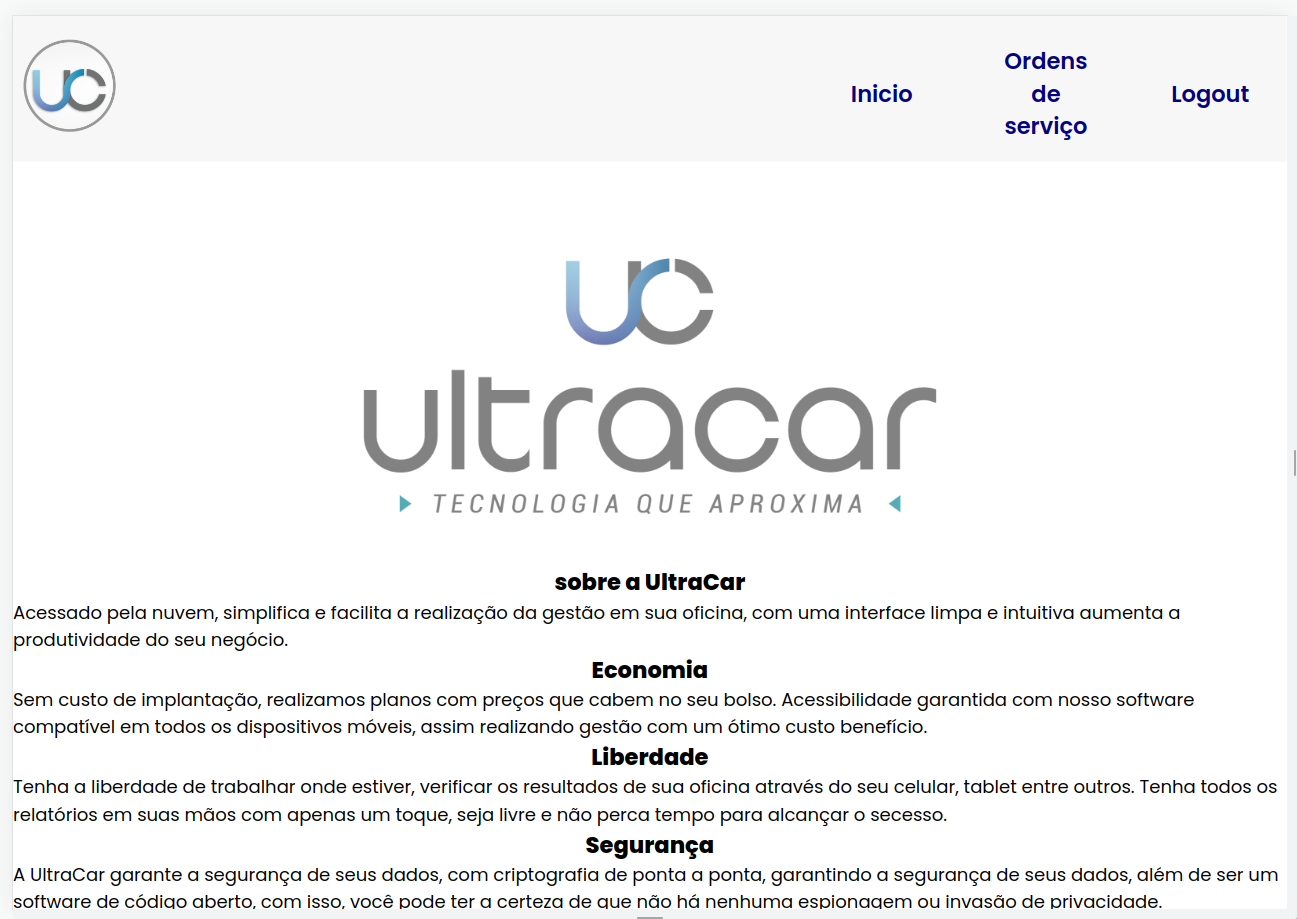 UC
Inicio
Ordens
de
serviço
Logout
UC
ultracar
TECNOLOGIA QUE APROXIMA
sobre a UltraCar
Acessado pela nuvem, simplifica e facilita a realização da gestão em sua oficina, com uma interface limpa e intuitiva aumenta a
produtividade do seu negócio.
Economia
Sem custo de implantação, realizamos planos com preços que cabem no seu bolso. Acessibilidade garantida com nosso software
compatível em todos os dispositivos móveis, assim realizando gestão com um ótimo custo benefício.
Liberdade
Tenha a liberdade de trabalhar onde estiver, verificar os resultados de sua oficina através do seu celular, tablet entre outros. Tenha todos os
relatórios em suas mãos com apenas um toque, seja livre e não perca tempo para alcançar o secesso.
Segurança
A UltraCar garante a segurança de seus dados, com criptografia de ponta a ponta, garantindo a segurança de seus dados, além de ser um
software de código aberto, com isso, você pode ter a certeza de que não há nenhuma espionagem ou invasão de privacidade.